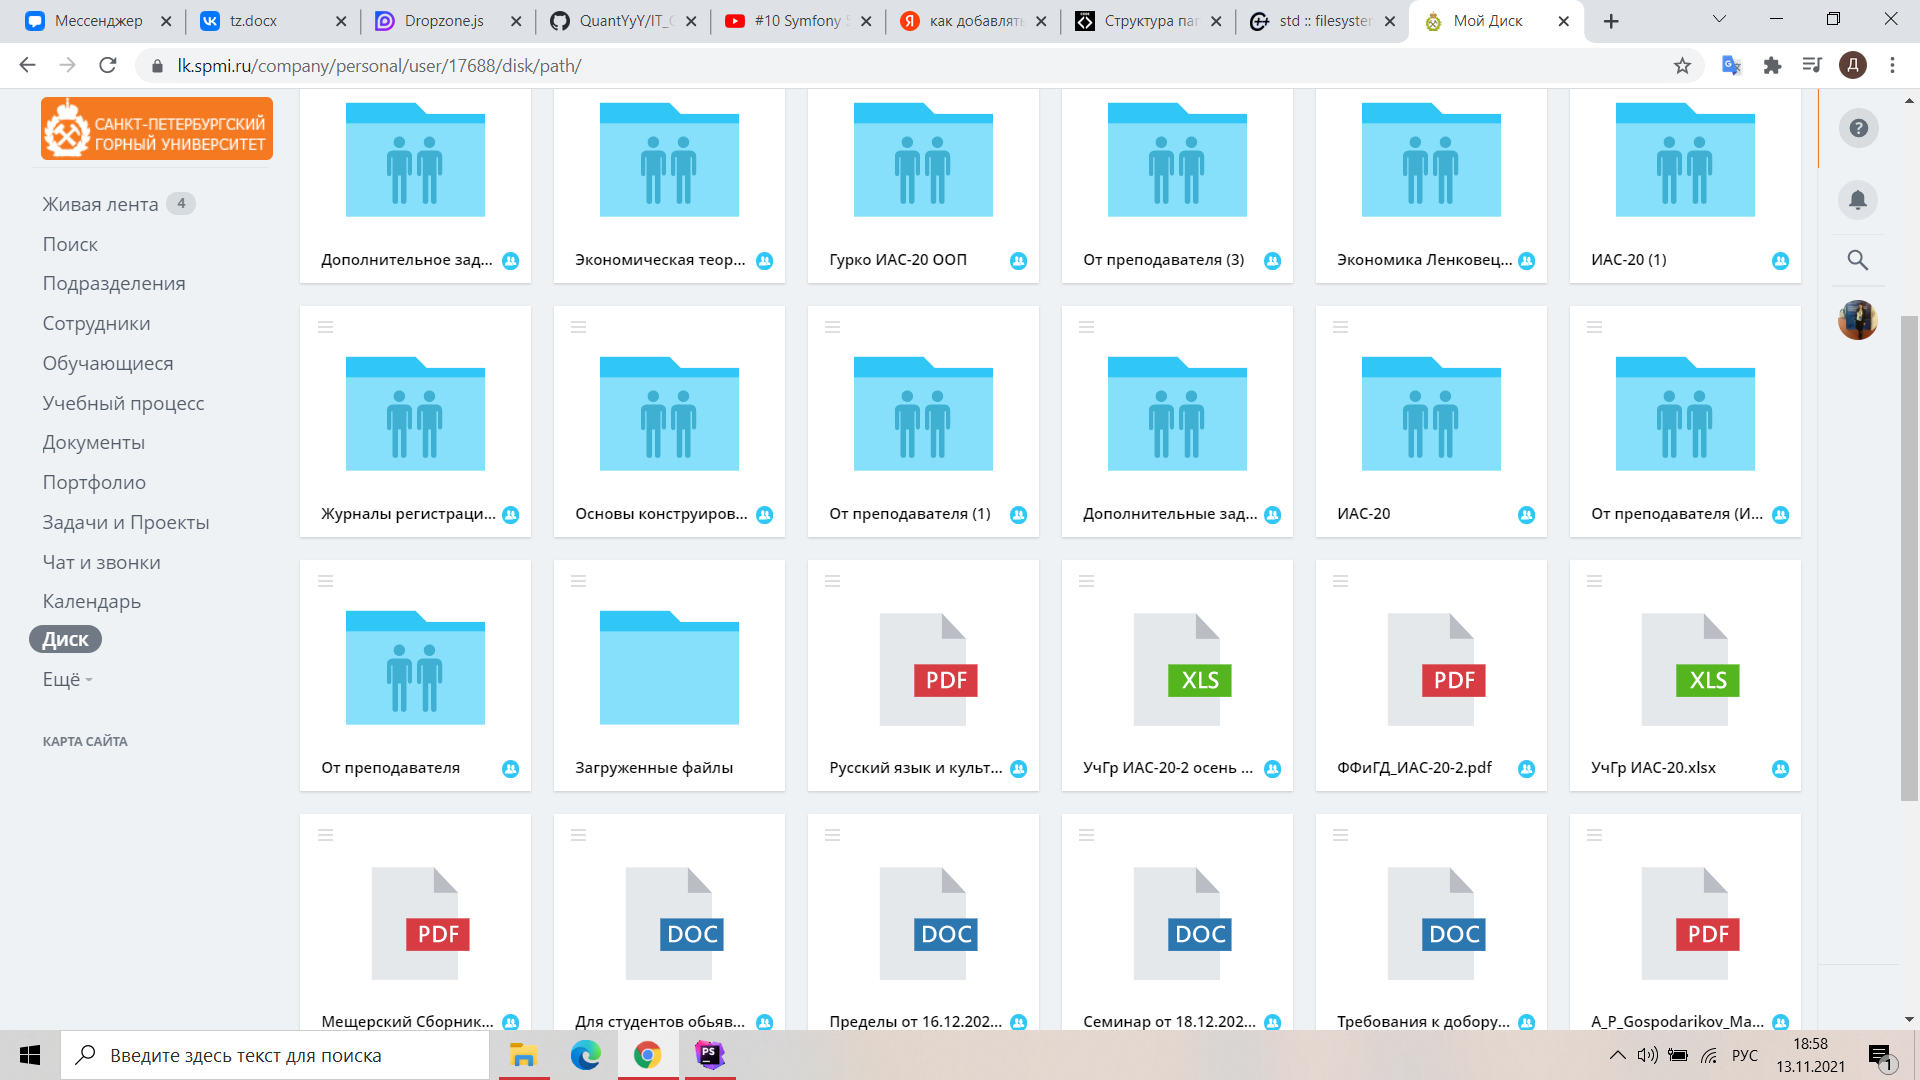 Мессенджер
tz.docx
Dropzone.js
QuantYyY/IT_
#10 Symfony
как добавлять
Структура пап
std :: filesyster
Мой Диск
lk.spmi.ru/company/personal/user/17688/disk/path/
Д
САНКТ-ПЕТЕРБУРГСКИЙ
ГОРНЫЙ УНИВЕРСИТЕТ
Живая лента 4
Поиск
Подразделения
Сотрудники
Обучающиеся
Учебный процесс
Документы
Портфолио
Задачи и Проекты
Чат и звонки
Календарь
Диск
Ещё
КАРТА САЙТА
Дополнительное зад...
Экономическая теор...
Гурко ИАС-20 ООП
От преподавателя (3)
Экономика Ленковец...
ИАС-20 (1)
Журналы регистраци...
Основы конструиров...
От преподавателя (1)
Дополнительные зад...
ИАС-20
От преподавателя (И...
PDF
XLS
PDF
XLS
От преподавателя
Загруженные файлы
Русский язык и культ...
УчГр ИАС-20-2 осень ...
ФФиГД_ИАС-20-2.pdf
УчГр ИАС-20.xlsx
PDF
DOC
DOC
DOC
DOC
PDF
Мещерский Сборник...
Для студентов обьяв...
Пределы от 16.12.202...
Семинар от 18.12.202...
Требования к добору...
A_P_Gospodarikov_Ma...
?
Введите здесь текст для поиска
PS
РУС
18:58
13.11.2021
1